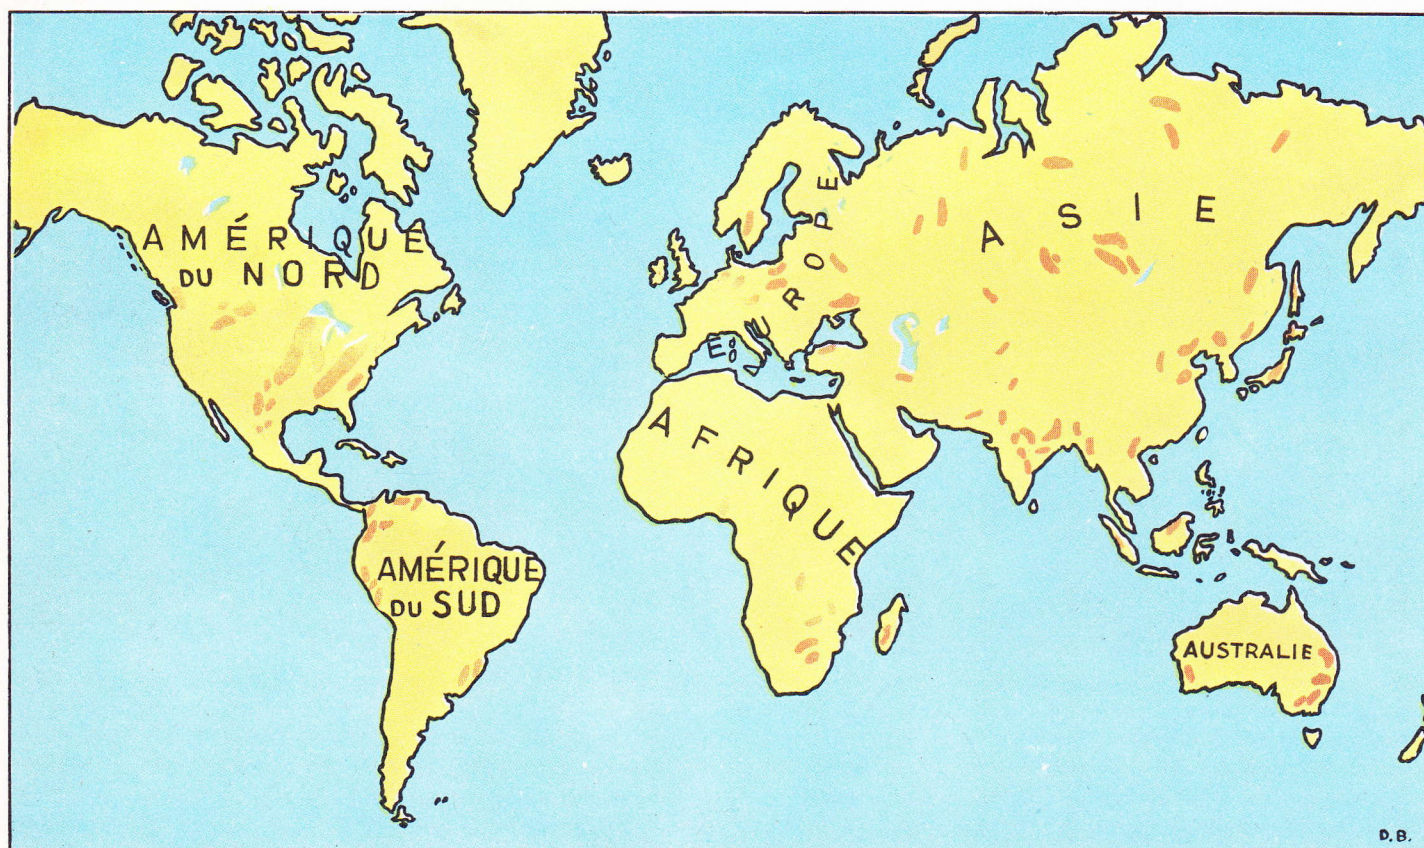 AMÉRIQUE
DU NORD
EUROPE
ASIE
AFRIQUE
AMÉRIQUE
DU SUD
AUSTRALIE
D.B.